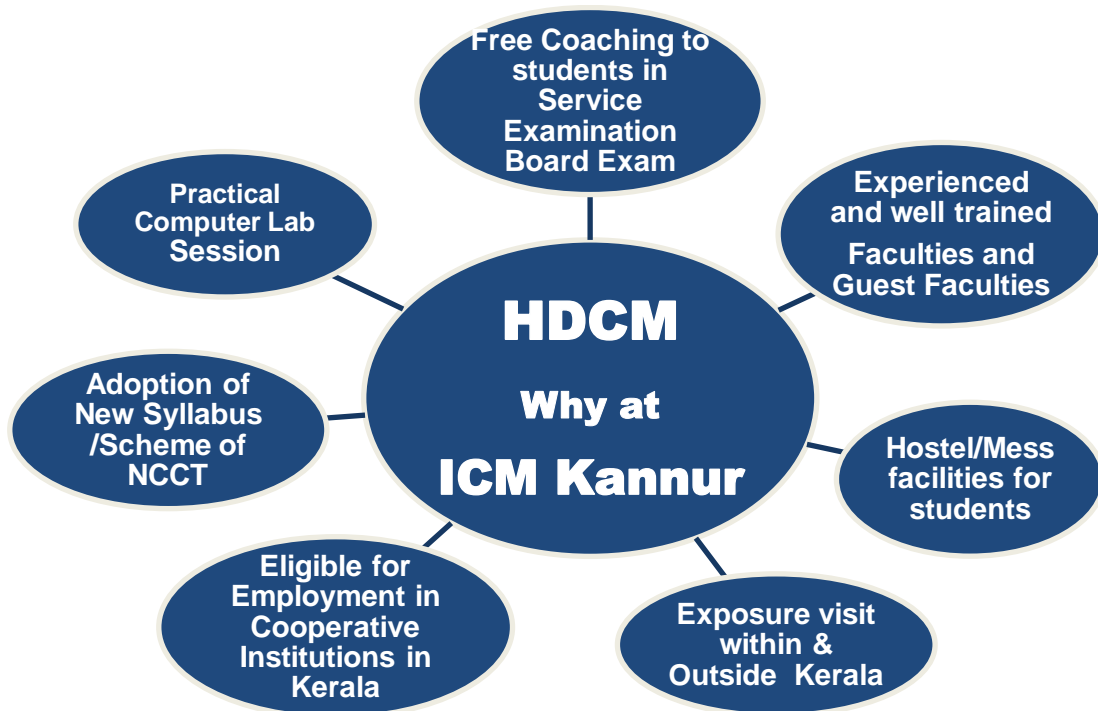 Free Coaching to
students in
Service
Examination
Board Exam
Experienced
and well trained
Faculties and
Guest Faculties
Hostel/Mess
facilities for
students
Exposure visit
within &
Outside Kerala
Eligible for
Employment in
Cooperative
Institutions in
Kerala
Adoption of
New Syllabus
/Scheme of
NCCT
Practical
Computer Lab
Session
HDCM
Why at
ICM Kannur